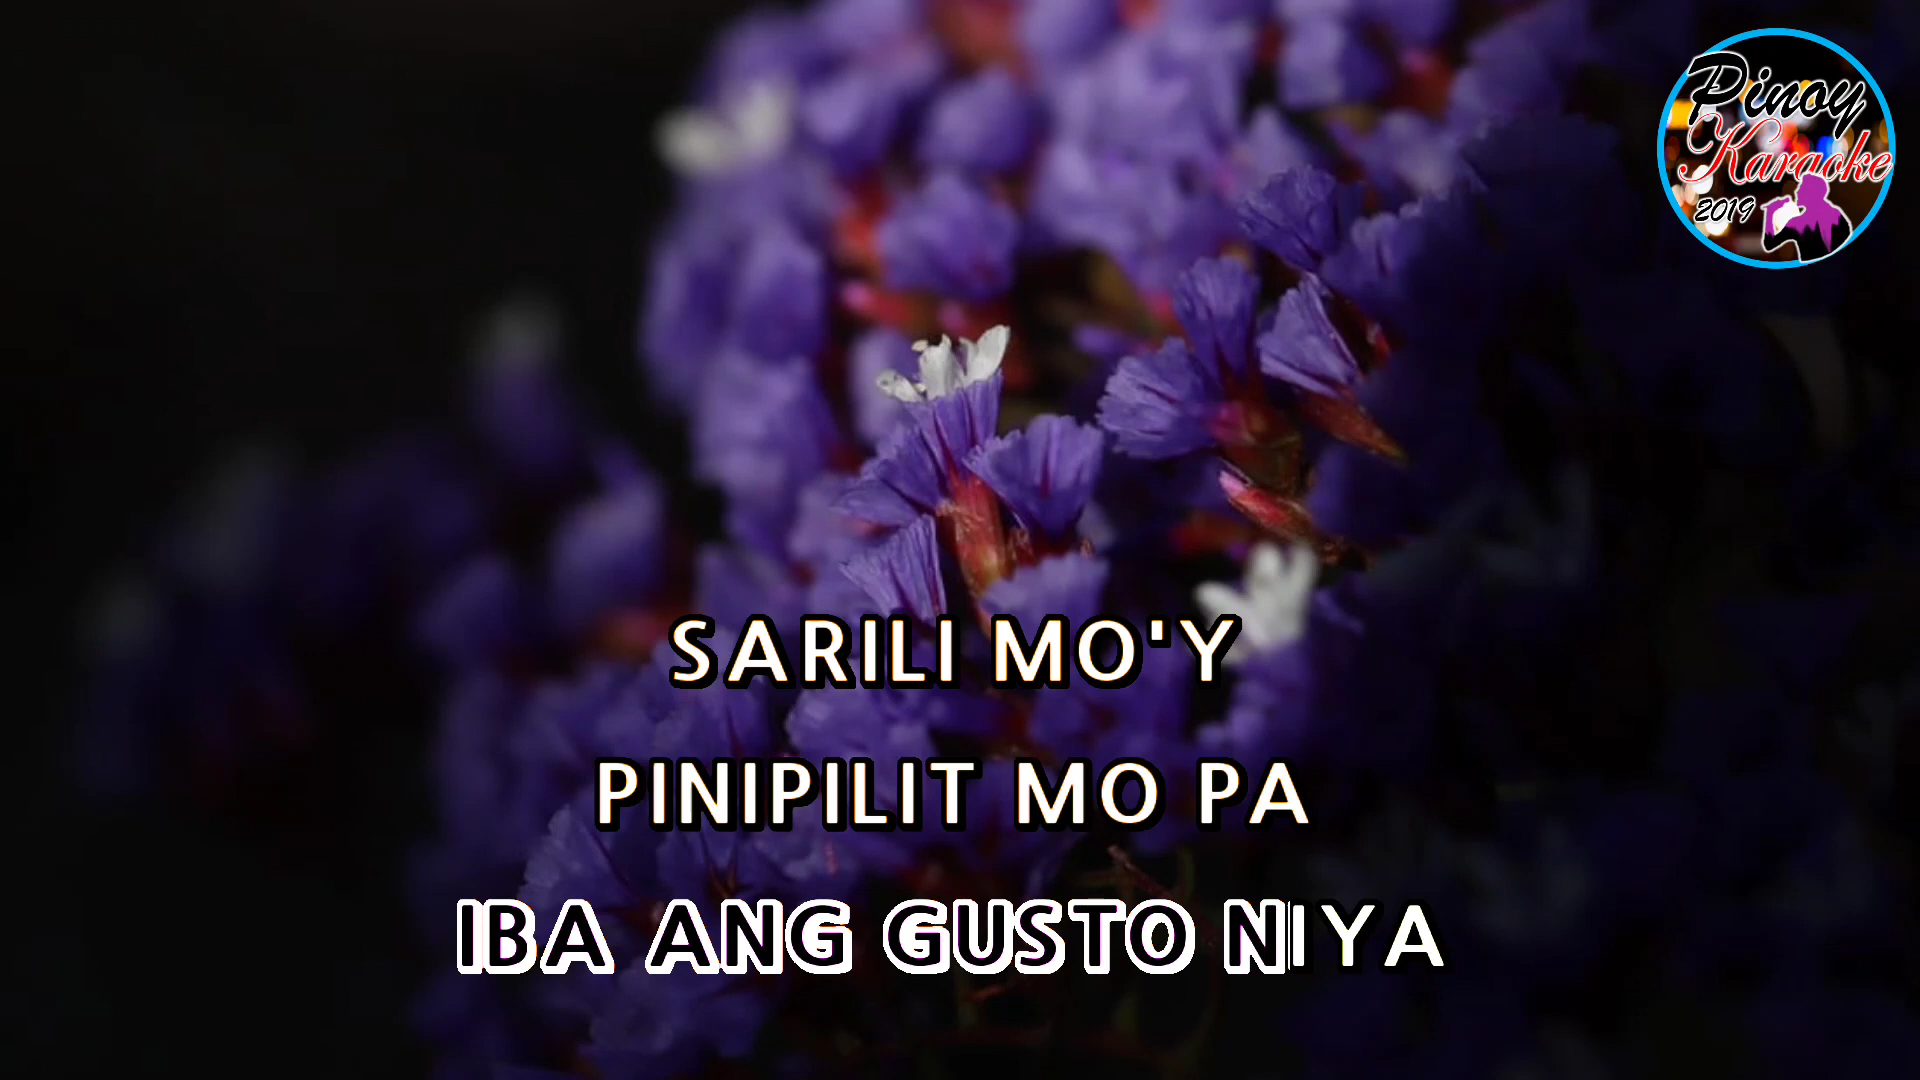 Pinoy
Karaoke
2019
SARILI MO'Y
PINIPILIT MO PA
IBA ANG GUSTO NIYA